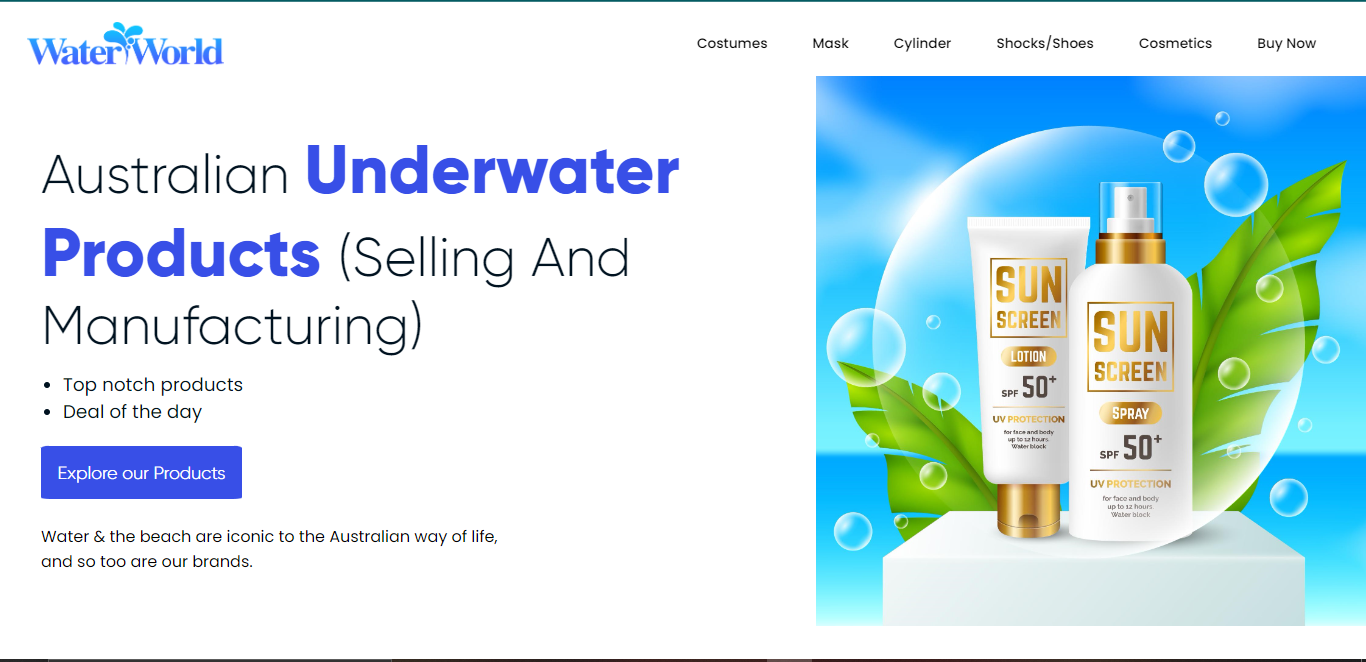 Water World
Costumes Mask Cylinder Shocks/Shoes Cosmetics Buy Now
Australian Underwater
Products (Selling And
Manufacturing)
Top notch products
Deal of the day
Explore our Products
Water & the beach are iconic to the Australian way of life,
and so too are our brands.
SUN
SCREEN
LOTION
SPF 50+
UV PROTECTION
for face and body
up to 12 hours
Water block
SUN
SCREEN
SPRAY
SPF 50+
UV PROTECTION
for face and body
up to 12 hours
Water block